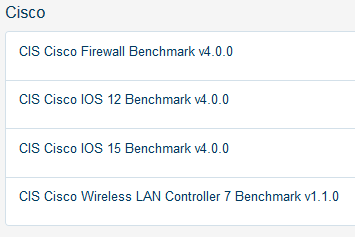 Cisco
CIS Cisco Firewall Benchmark v4.0.0
CIS Cisco IOS 12 Benchmark v4.0.0
CIS Cisco IOS 15 Benchmark v4.0.0
CIS Cisco Wireless LAN Controller 7 Benchmark v1.1.0